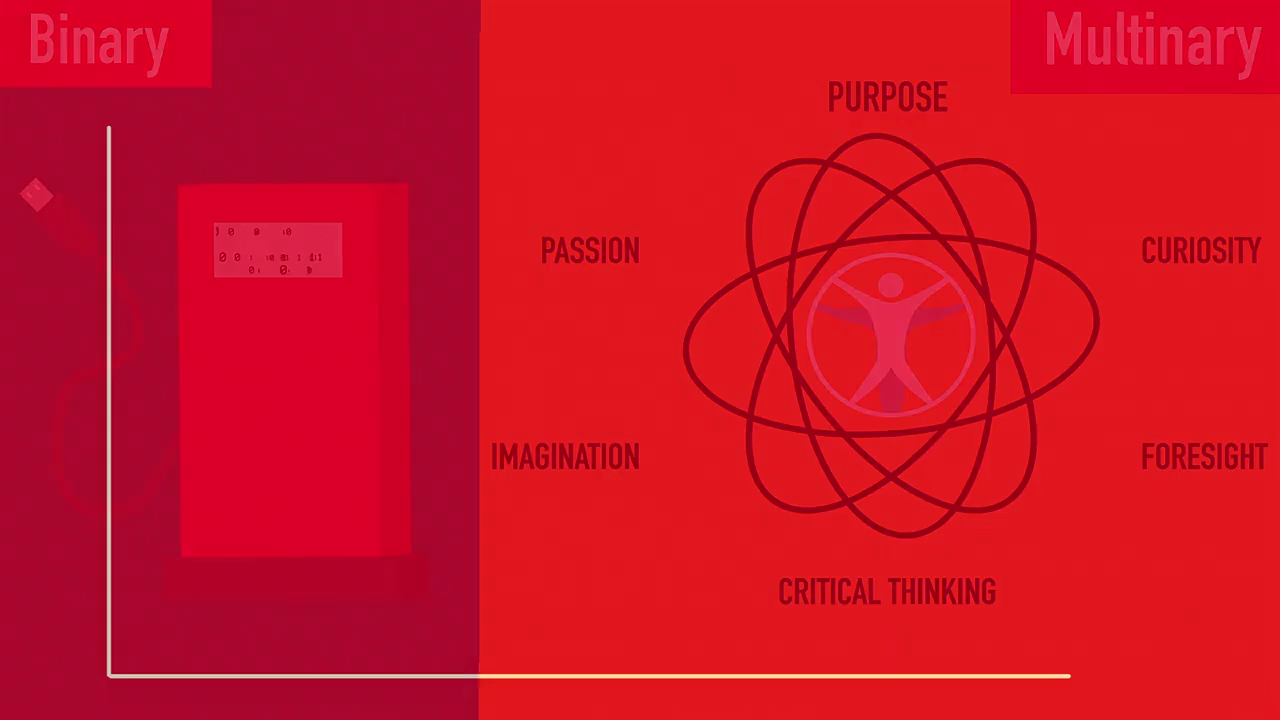 Binary
Multinary
PURPOSE
PASSION
CURIOSITY
IMAGINATION
FORESIGHT
CRITICAL THINKING